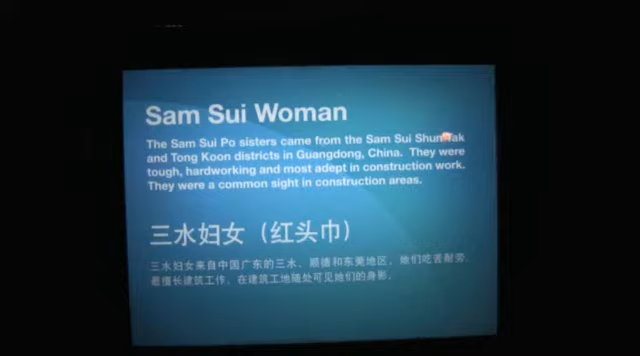 Sam Sui Woman
The Sam Sui Po sisters came from the Sam Sui Shun Tak
and Tong Koon districts in Guangdong, China. They were
tough, hardworking and most adept in construction work.
They were a common sight in construction areas.
三水妇女（红头巾）
三水妇女来自中国广东的三水、顺德和东莞地区。她们吃苦耐劳，
最擅长建筑工作。在建筑工地随处可见她们的身影。